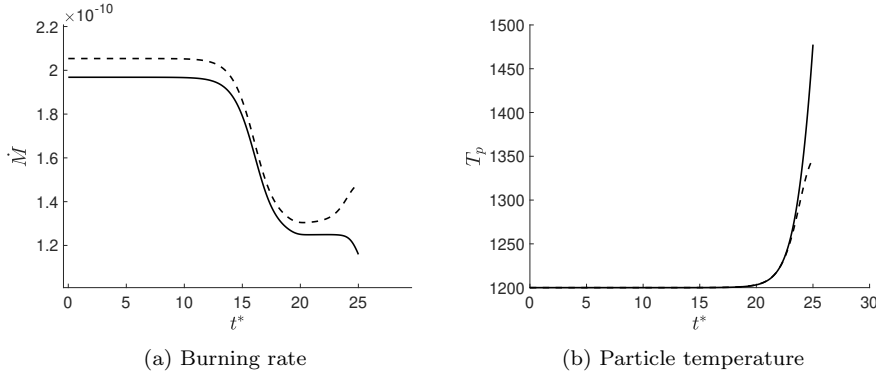 ×10⁻¹⁰
2.2
2
1.8
1.6
1.4
1.2
Ṁ
0 5 10 15 20 25
t*
(a) Burning rate
1500
1450
1400
1350
1300
1250
1200
T_p
0 5 10 15 20 25 30
t*
(b) Particle temperature